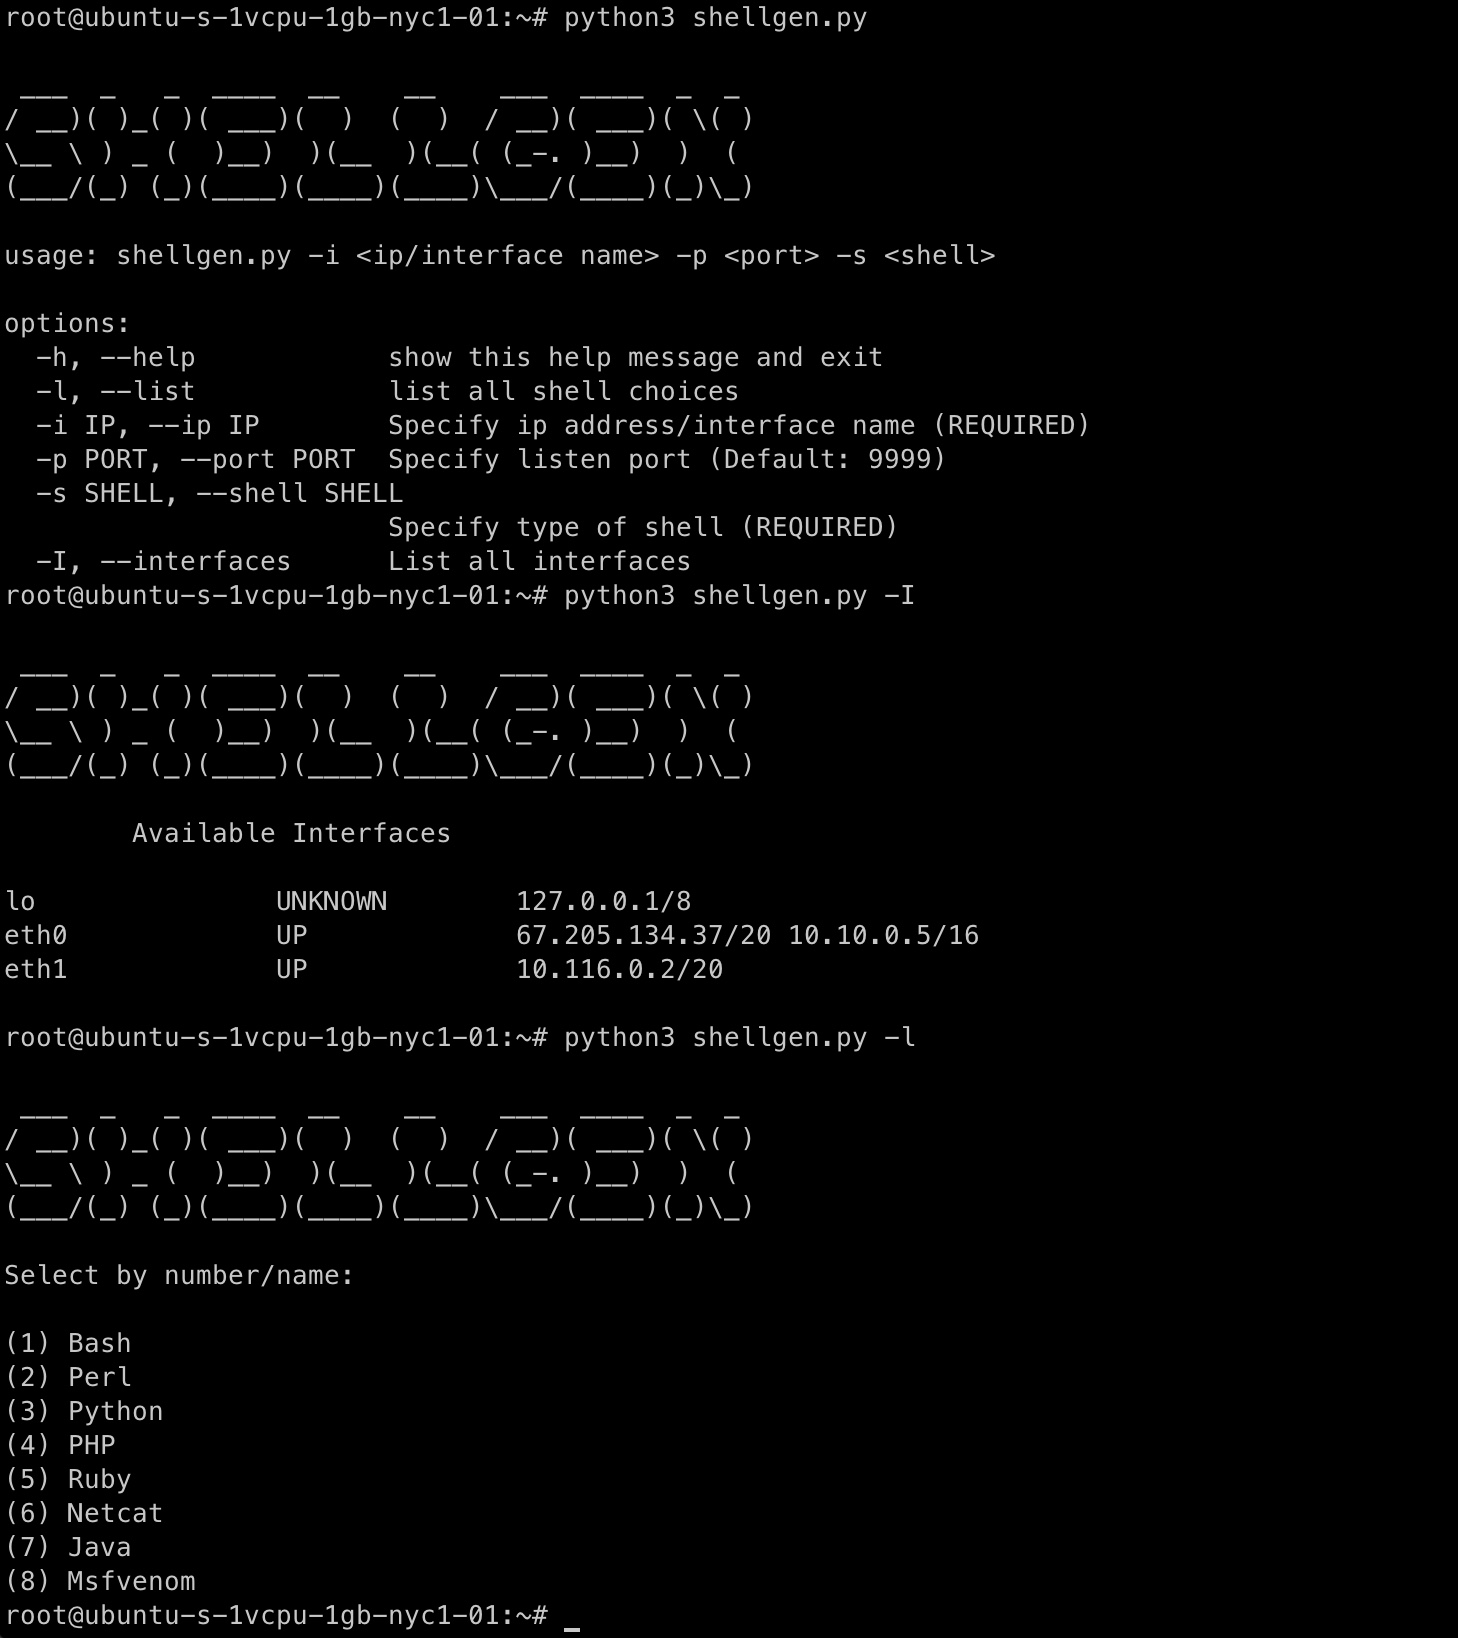 root@ubuntu-s-1vcpu-1gb-nyc1-01:~# python3 shellgen.py
 ___  _   _  ____  __    __    ___  ____  _  _
/ __)( )_( )( ___)(  )  (  )  / __)( ___)( \( )
\__ \ ) _ (  )__)  )(__  )(__( (_-. )__)  )  (
(___/(_) (_)(____)(____)(____)\___/(____)(_)\_)
usage: shellgen.py -i <ip/interface name> -p <port> -s <shell>
options:
  -h, --help            show this help message and exit
  -l, --list            list all shell choices
  -i IP, --ip IP        Specify ip address/interface name (REQUIRED)
  -p PORT, --port PORT  Specify listen port (Default: 9999)
  -s SHELL, --shell SHELL
                        Specify type of shell (REQUIRED)
  -I, --interfaces      List all interfaces
root@ubuntu-s-1vcpu-1gb-nyc1-01:~# python3 shellgen.py -I
 ___  _   _  ____  __    __    ___  ____  _  _
/ __)( )_( )( ___)(  )  (  )  / __)( ___)( \( )
\__ \ ) _ (  )__)  )(__  )(__( (_-. )__)  )  (
(___/(_) (_)(____)(____)(____)\___/(____)(_)\_)
        Available Interfaces
lo               UNKNOWN        127.0.0.1/8
eth0             UP             67.205.134.37/20 10.10.0.5/16
eth1             UP             10.116.0.2/20
root@ubuntu-s-1vcpu-1gb-nyc1-01:~# python3 shellgen.py -l
 ___  _   _  ____  __    __    ___  ____  _  _
/ __)( )_( )( ___)(  )  (  )  / __)( ___)( \( )
\__ \ ) _ (  )__)  )(__  )(__( (_-. )__)  )  (
(___/(_) (_)(____)(____)(____)\___/(____)(_)\_)
Select by number/name:
(1) Bash
(2) Perl
(3) Python
(4) PHP
(5) Ruby
(6) Netcat
(7) Java
(8) Msfvenom
root@ubuntu-s-1vcpu-1gb-nyc1-01:~# _